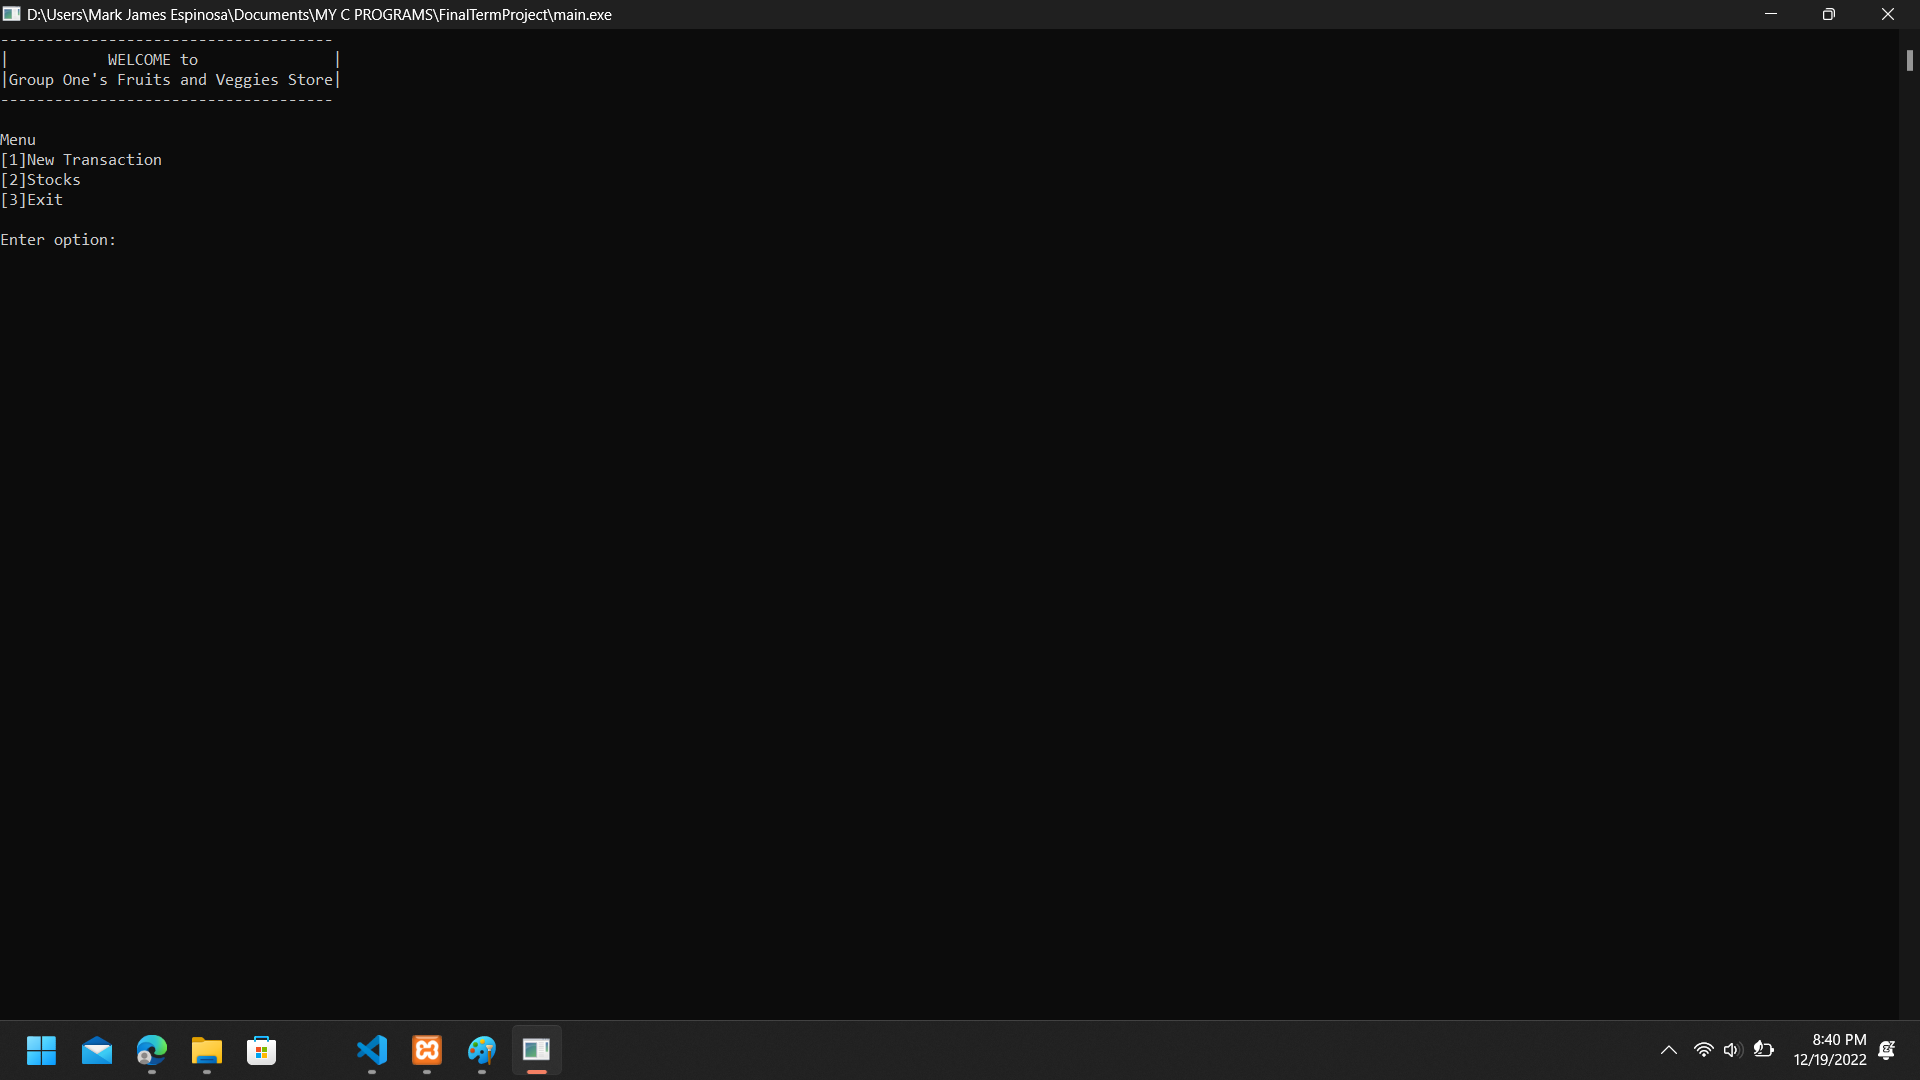 D:\Users\Mark James Espinosa\Documents\MY C PROGRAMS\FinalTermProject\main.exe
-------------------------------------
|           WELCOME to               |
|Group One's Fruits and Veggies Store|
-------------------------------------
Menu
[1]New Transaction
[2]Stocks
[3]Exit
Enter option:
8:40 PM
12/19/2022